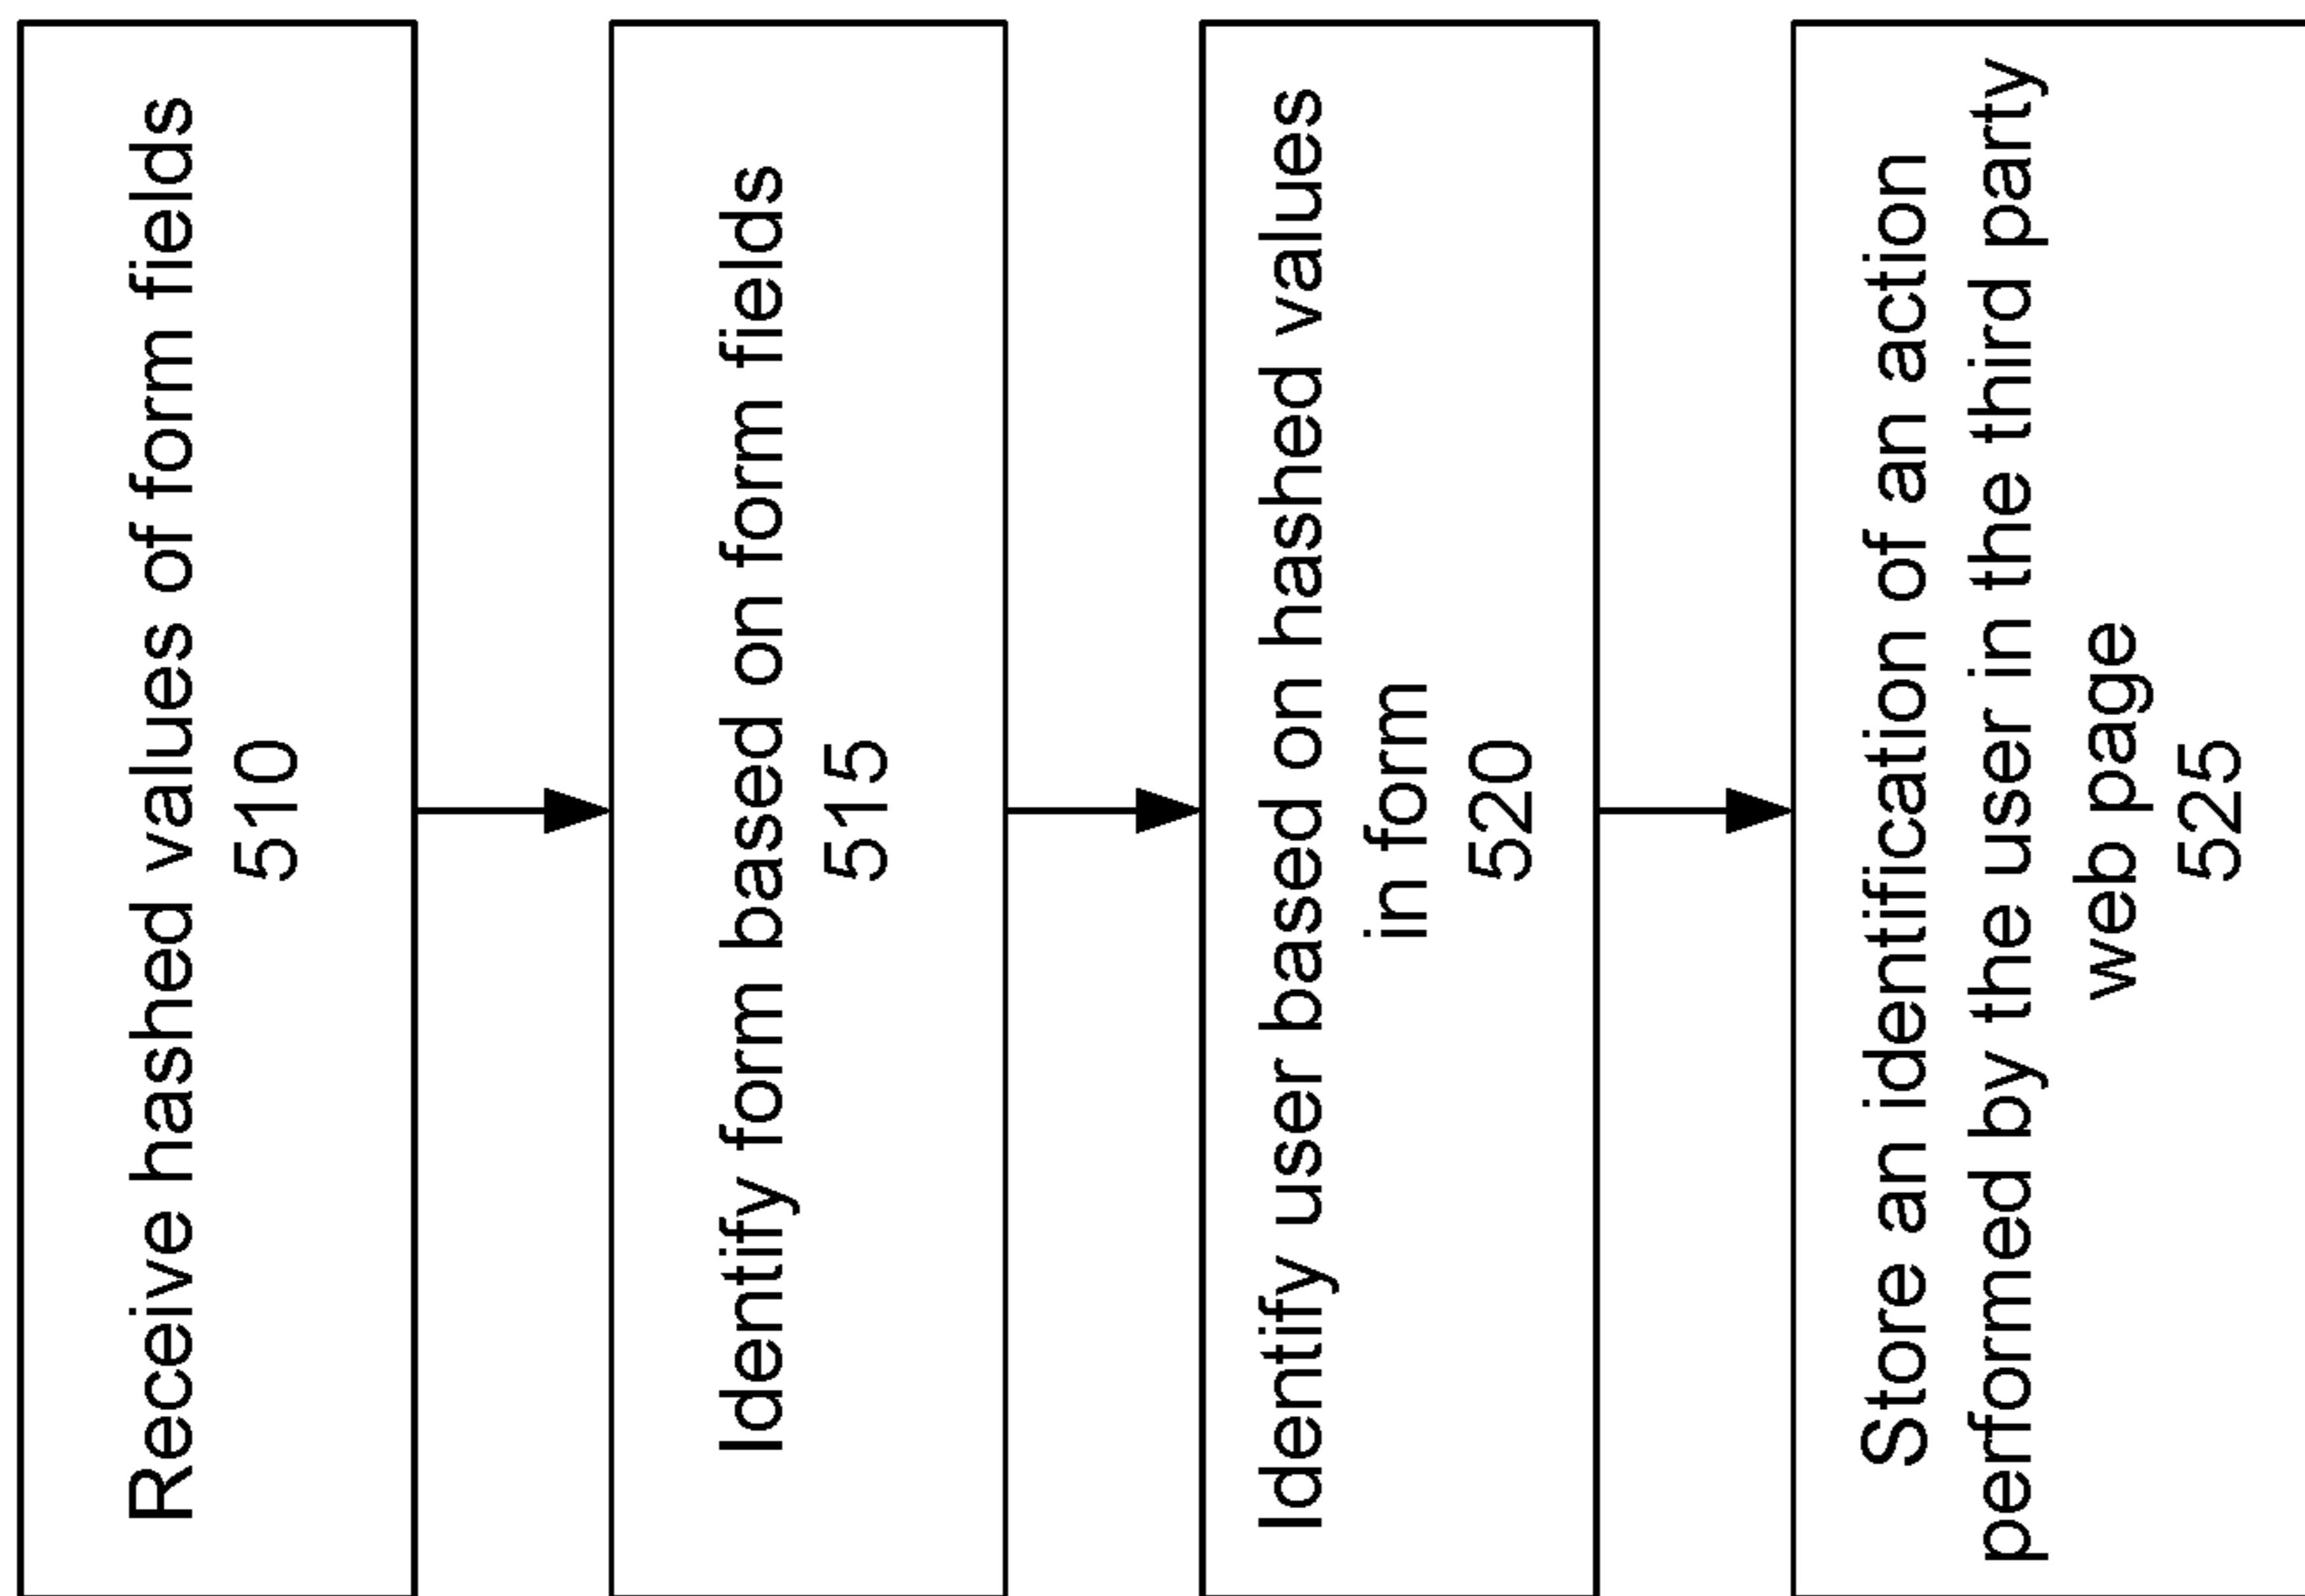 Receive hashed values of form fields
510
Identify form based on form fields
515
Identify user based on hashed values
in form
520
Store an identification of an action
performed by the user in the third party
web page
525